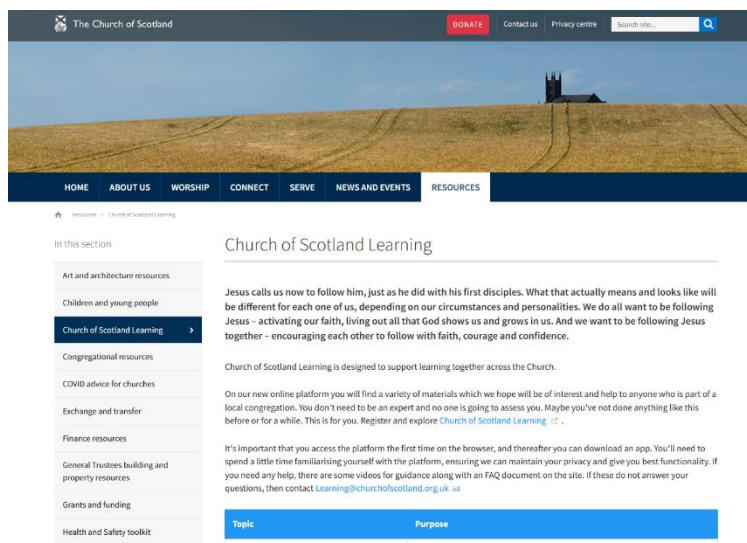 The Church of Scotland
DONATE
Contact us
Privacy centre
Search site...
HOME
ABOUT US
WORSHIP
CONNECT
SERVE
NEWS AND EVENTS
RESOURCES
Resources
Church of Scotland Learning
In this section
Art and architecture resources
Children and young people
Church of Scotland Learning
Congregational resources
COVID advice for churches
Exchange and transfer
Finance resources
General Trustees building and
property resources
Grants and funding
Health and Safety toolkit
Church of Scotland Learning
Jesus calls us now to follow him, just as he did with his first disciples. What that actually means and looks like will
be different for each one of us, depending on our circumstances and personalities. We do all want to be following
Jesus – activating our faith, living out all that God shows us and grows in us. And we want to be following Jesus
together – encouraging each other to follow with faith, courage and confidence.
Church of Scotland Learning is designed to support learning together across the Church.
On our new online platform you will find a variety of materials which we hope will be of interest and help to anyone who is part of a
local congregation. You don't need to be an expert and no one is going to assess you. Maybe you've not done anything like this
before or for a while. This is for you. Register and explore Church of Scotland Learning .
It's important that you access the platform the first time on the browser, and thereafter you can download an app. You'll need to
spend a little time familiarising yourself with the platform, ensuring we can maintain your privacy and give you best functionality. If
you need any help, there are some videos for guidance along with an FAQ document on the site. If these do not answer your
questions, then contact Learning@churchofscotland.org.uk
Topic
Purpose